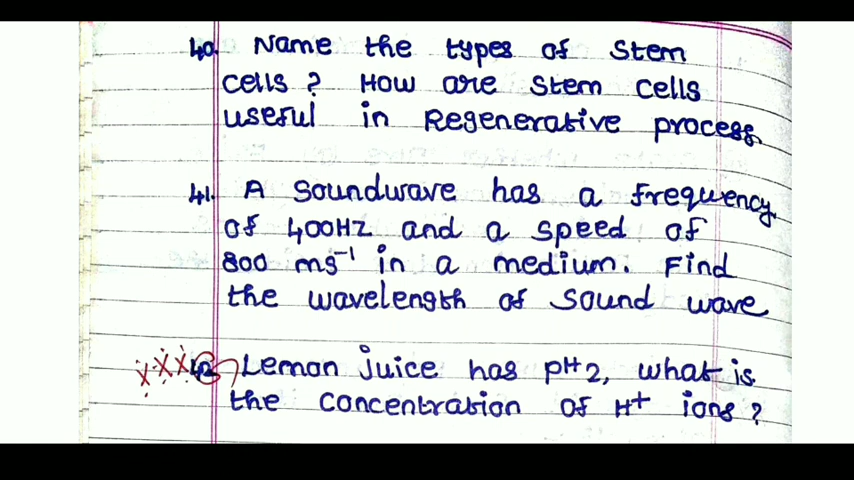 40. Name the types of Stem
cells? How are stem cells
useful in Regenerative process
41. A Soundwave has a frequency
of 400HZ and a speed of
800 ms⁻¹ in a medium. Find
the wavelength of sound wave
xxx 42. Lemon juice has pH 2, what is
the concentration of H⁺ ions?